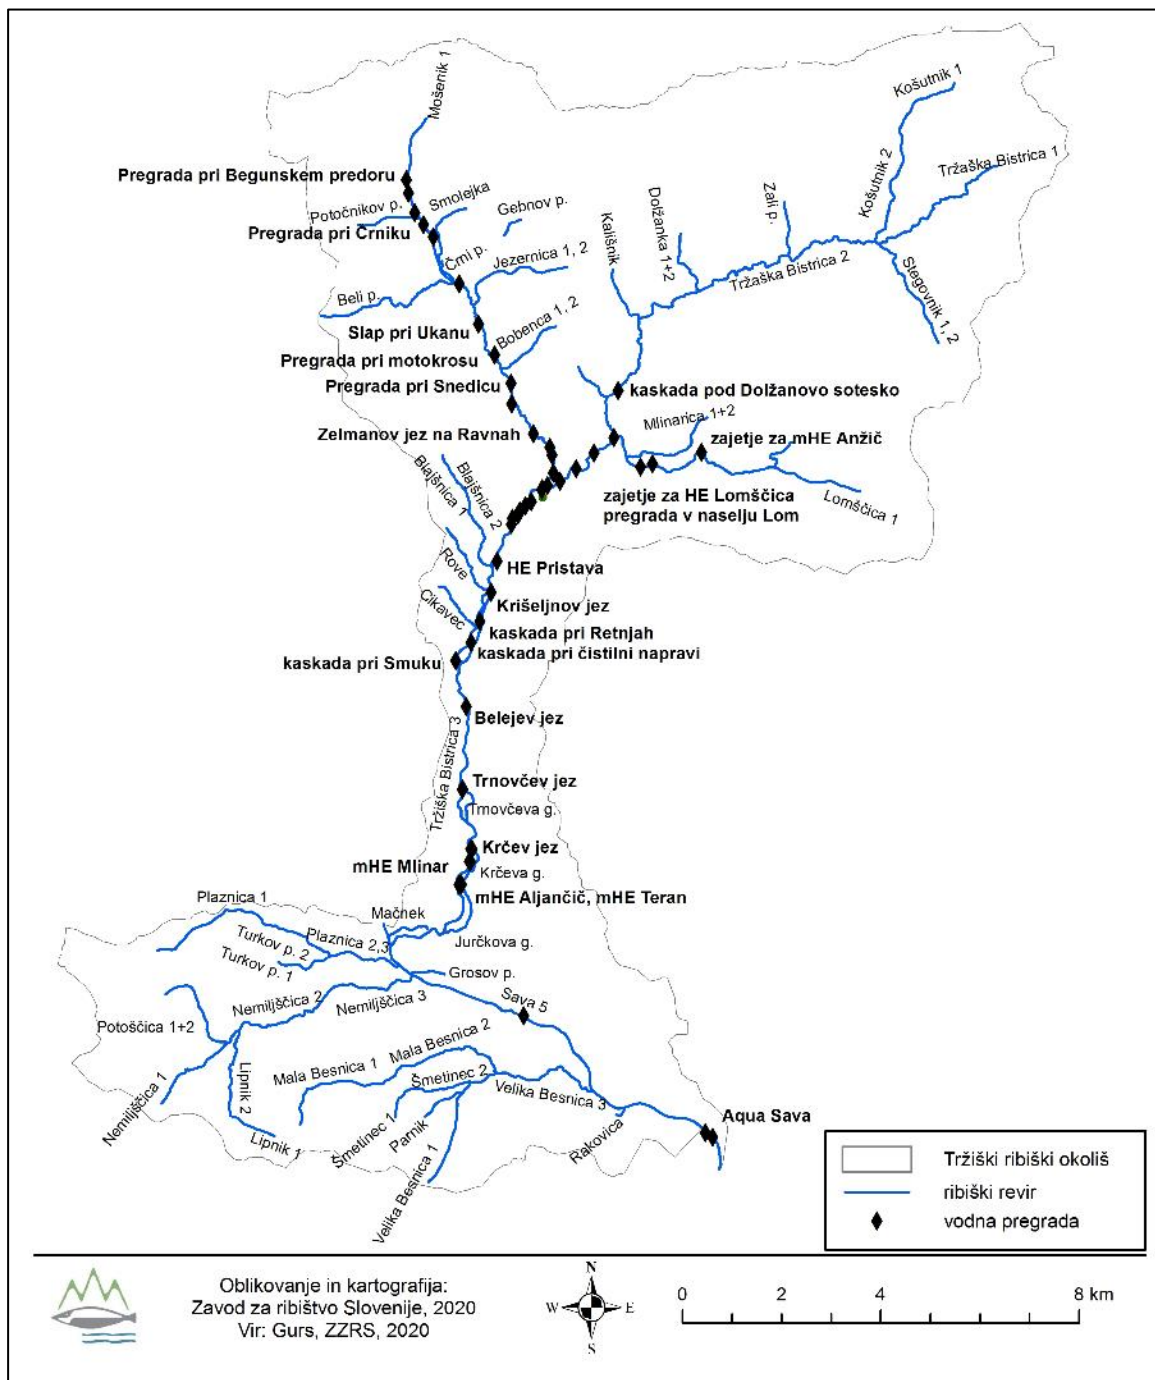 Mošenik 1
Košutnik 1
Pregrada pri Begunskem predoru
Košutnik 2
Tržaška Bistrica 1
Smolejka
Potočnikov p.
Gebnov p.
Pregrada pri Črniku
Kališnik
Dolžanka 1+2
Zali p.
Črni p.
Jezernica 1, 2
Tržaška Bistrica 2
Stegovnik 1, 2
Beli p.
Slap pri Ukanu
Bobenca 1, 2
Pregrada pri motokrosu
Pregrada pri Snedicu
kaskada pod Dolžanovo sotesko
Mlinarica 1+2
Zelmanov jez na Ravnah
zajetje za mHE Anžič
Blajšnica 1
Blajšnica 2
zajetje za HE Lomščica
pregrada v naselju Lom
Lomščica 1
Rove
HE Pristava
Cikavec
Krišeljnov jez
kaskada pri Retnjah
kaskada pri čistilni napravi
kaskada pri Smuku
Belejev jez
Tržiška Bistrica 3
Trnovčev jez
Trnovčeva g.
Krčev jez
mHE Mlinar
Krčeva g.
mHE Aljančič, mHE Teran
Plaznica 1
Mačnek
Turkov p. 2
Plaznica 2,3
Jurčkova g.
Turkov p. 1
Grosov p.
Nemiljščica 2
Nemiljščica 3
Sava 5
Potoščica 1+2
Mala Besnica 2
Mala Besnica 1
Šmetinec 2
Lipnik 2
Nemiljščica 1
Velika Besnica 3
Lipnik 1
Šmetinec 1
Parnik
Rakovica
Aqua Sava
Velika Besnica 1
Tržiški ribiški okoliš
ribiški revir
vodna pregrada
Oblikovanje in kartografija:
Zavod za ribištvo Slovenije, 2020
Vir: Gurs, ZZRS, 2020
N
W E
S
0 2 4 8 km